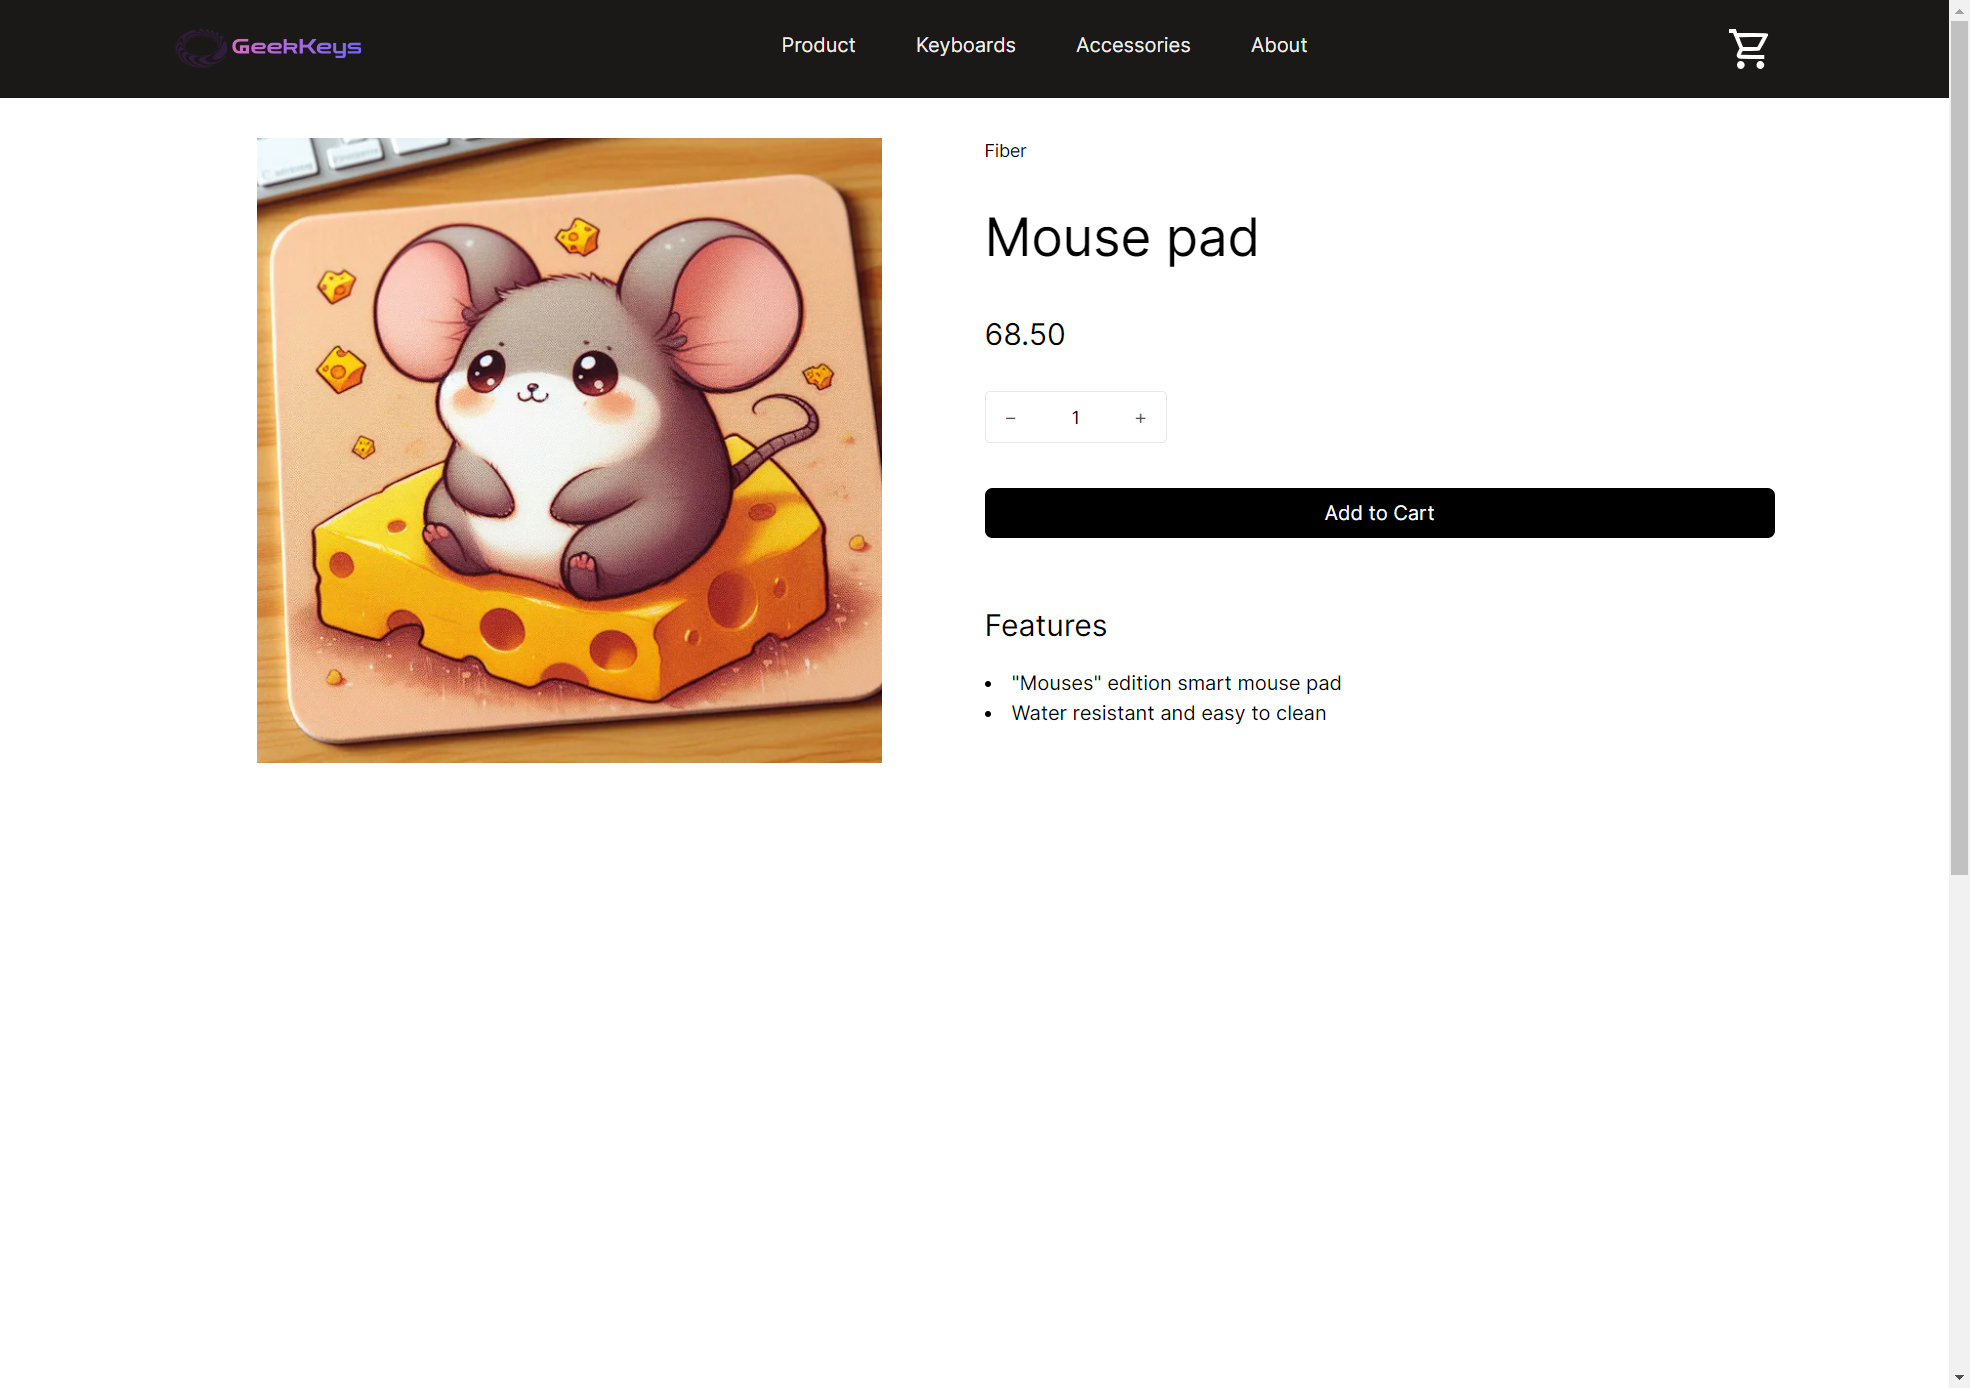 GeekKeys
Product Keyboards Accessories About
Fiber
Mouse pad
68.50
− 1 +
Add to Cart
Features
• "Mouses" edition smart mouse pad
• Water resistant and easy to clean